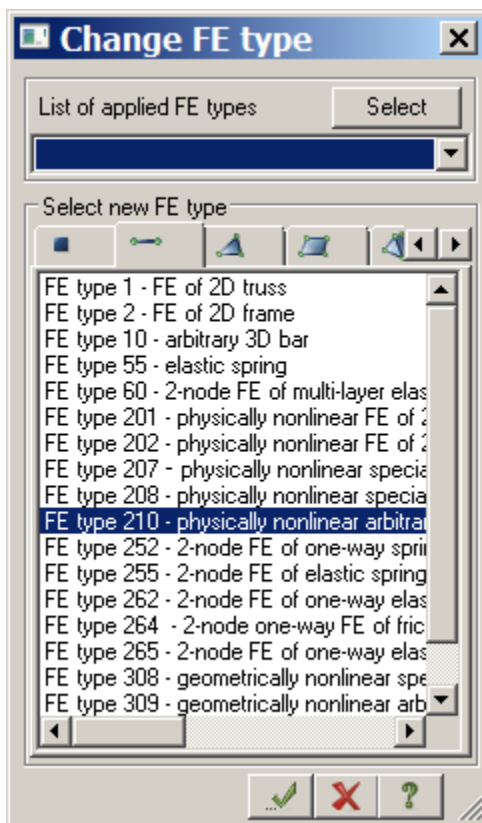 Change FE type
List of applied FE types
Select
Select new FE type
FE type 1 - FE of 2D truss
FE type 2 - FE of 2D frame
FE type 10 - arbitrary 3D bar
FE type 55 - elastic spring
FE type 60 - 2-node FE of multi-layer elas
FE type 201 - physically nonlinear FE of 2
FE type 202 - physically nonlinear FE of 2
FE type 207 - physically nonlinear specia
FE type 208 - physically nonlinear specia
FE type 210 - physically nonlinear arbitrar
FE type 252 - 2-node FE of one-way sprin
FE type 255 - 2-node FE of elastic spring
FE type 262 - 2-node FE of one-way elas
FE type 264 - 2-node one-way FE of fric
FE type 265 - 2-node FE of one-way elas
FE type 308 - geometrically nonlinear spe
FE type 309 - geometrically nonlinear arb
?